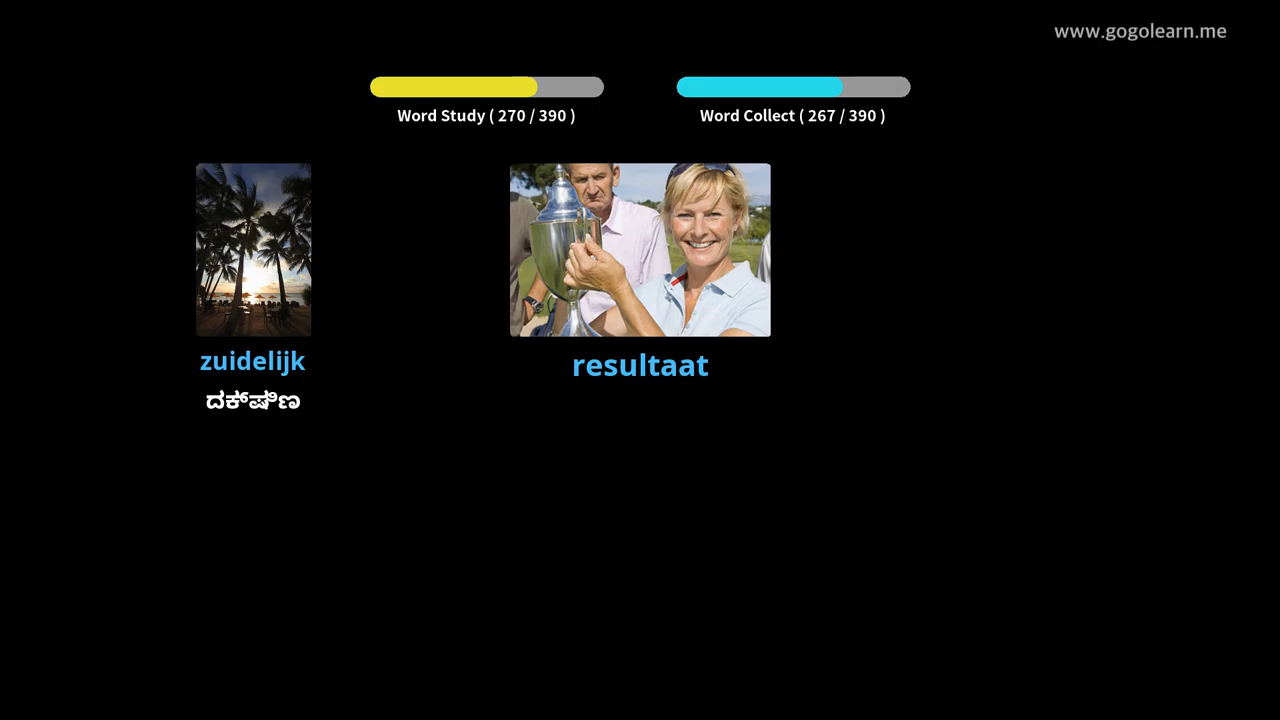 www.gogolearn.me
Word Study ( 270 / 390 )
Word Collect ( 267 / 390 )
zuidelijk
ದಕ್ಷಿಣ
resultaat